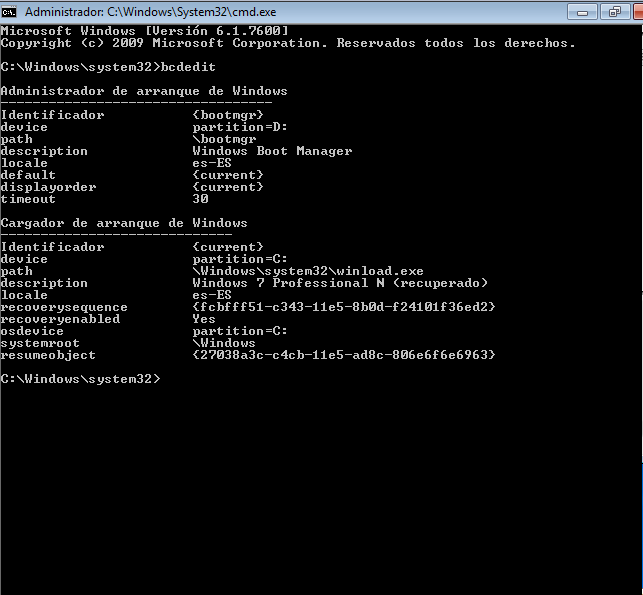 Administrador: C:\Windows\System32\cmd.exe
Microsoft Windows [Versión 6.1.7600]
Copyright (c) 2009 Microsoft Corporation. Reservados todos los derechos.
C:\Windows\system32>bcdedit
Administrador de arranque de Windows
----------------------------------
Identificador           {bootmgr}
device                  partition=D:
path                    \bootmgr
description             Windows Boot Manager
locale                  es-ES
default                 {current}
displayorder            {current}
timeout                 30
Cargador de arranque de Windows
-----------------------------
Identificador           {current}
device                  partition=C:
path                    \Windows\system32\winload.exe
description             Windows 7 Professional N (recuperado)
locale                  es-ES
recoverysequence        {fcbfff51-c343-11e5-8b0d-f24101f36ed2}
recoveryenabled         Yes
osdevice                partition=C:
systemroot              \Windows
resumeobject            {27038a3c-c4cb-11e5-ad8c-806e6f6e6963}
C:\Windows\system32>